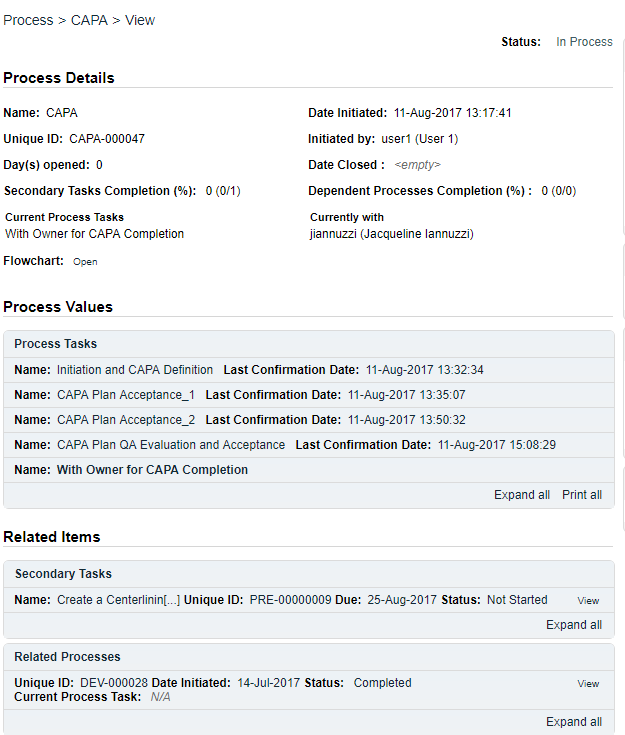 Process > CAPA > View
Status: In Process
Process Details
Name: CAPA Date Initiated: 11-Aug-2017 13:17:41
Unique ID: CAPA-000047 Initiated by: user1 (User 1)
Day(s) opened: 0 Date Closed : <empty>
Secondary Tasks Completion (%): 0 (0/1) Dependent Processes Completion (%) : 0 (0/0)
Current Process Tasks Currently with
With Owner for CAPA Completion jiannuzzi (Jacqueline Iannuzzi)
Flowchart: Open
Process Values
Process Tasks
Name: Initiation and CAPA Definition Last Confirmation Date: 11-Aug-2017 13:32:34
Name: CAPA Plan Acceptance_1 Last Confirmation Date: 11-Aug-2017 13:35:07
Name: CAPA Plan Acceptance_2 Last Confirmation Date: 11-Aug-2017 13:50:32
Name: CAPA Plan QA Evaluation and Acceptance Last Confirmation Date: 11-Aug-2017 15:08:29
Name: With Owner for CAPA Completion
Expand all Print all
Related Items
Secondary Tasks
Name: Create a Centerlinin[...] Unique ID: PRE-00000009 Due: 25-Aug-2017 Status: Not Started View
Expand all
Related Processes
Unique ID: DEV-000028 Date Initiated: 14-Jul-2017 Status: Completed View
Current Process Task: N/A
Expand all